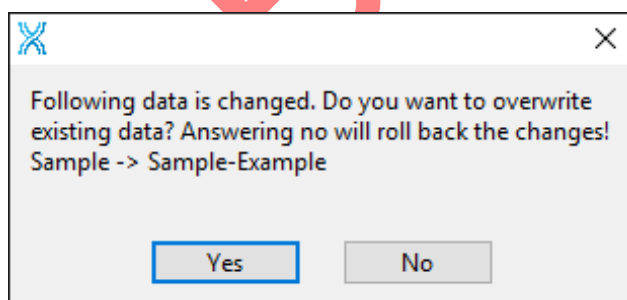 Following data is changed. Do you want to overwrite
existing data? Answering no will roll back the changes!
Sample -> Sample-Example
Yes
No